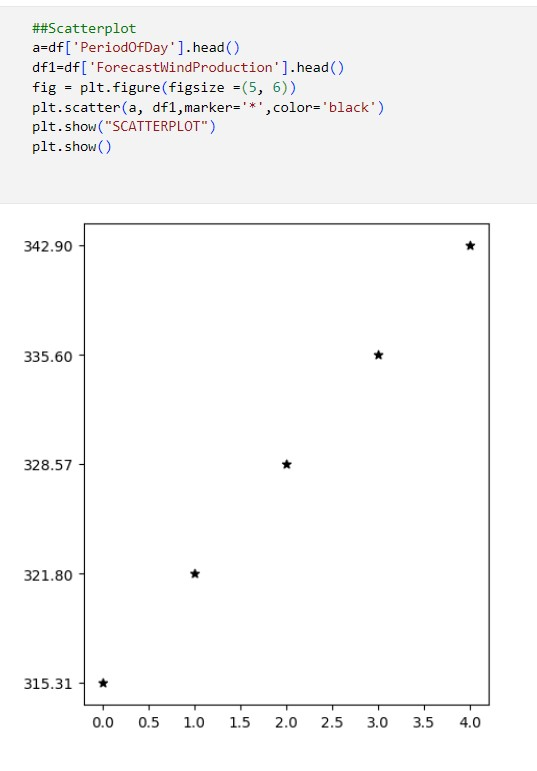 ##Scatterplot
a=df['PeriodOfDay'].head()
df1=df['ForecastWindProduction'].head()
fig = plt.figure(figsize =(5, 6))
plt.scatter(a, df1,marker='*',color='black')
plt.show("SCATTERPLOT")
plt.show()
342.90
335.60
328.57
321.80
315.31
0.0 0.5 1.0 1.5 2.0 2.5 3.0 3.5 4.0